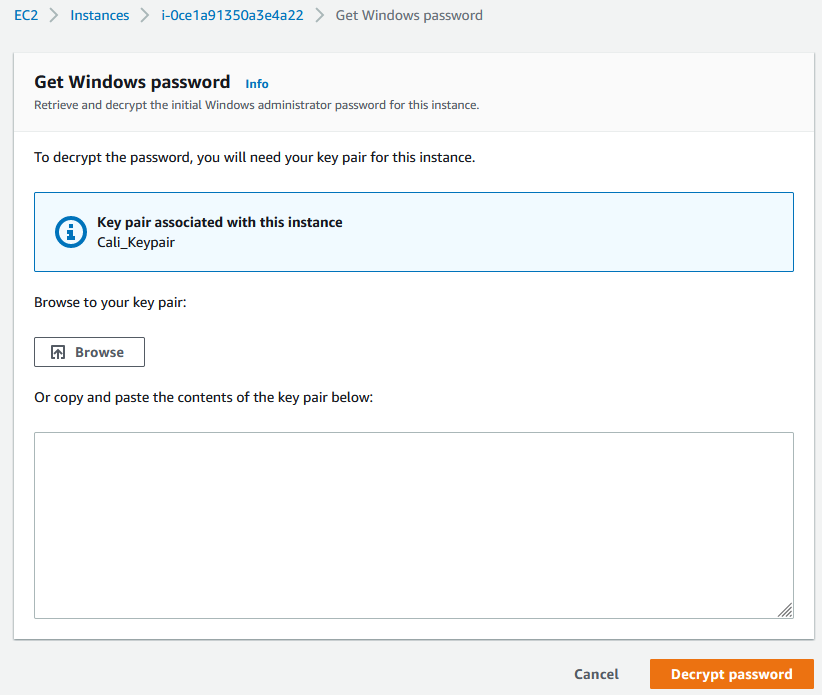 EC2 > Instances > i-0ce1a91350a3e4a22 > Get Windows password
Get Windows password Info
Retrieve and decrypt the initial Windows administrator password for this instance.
To decrypt the password, you will need your key pair for this instance.
Key pair associated with this instance
Cali_Keypair
Browse to your key pair:
Browse
Or copy and paste the contents of the key pair below:
Cancel Decrypt password